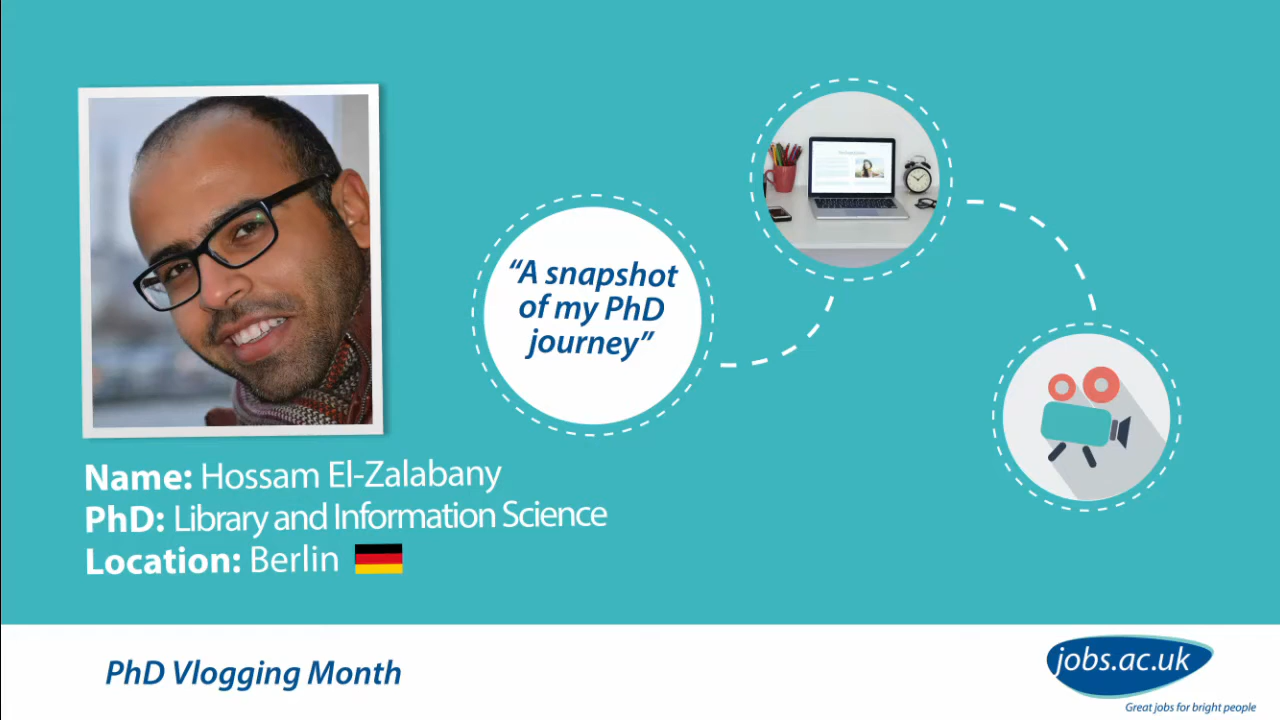 “A snapshot
of my PhD
journey”
Name: Hossam El-Zalabany
PhD: Library and Information Science
Location: Berlin
PhD Vlogging Month
jobs.ac.uk
Great jobs for bright people